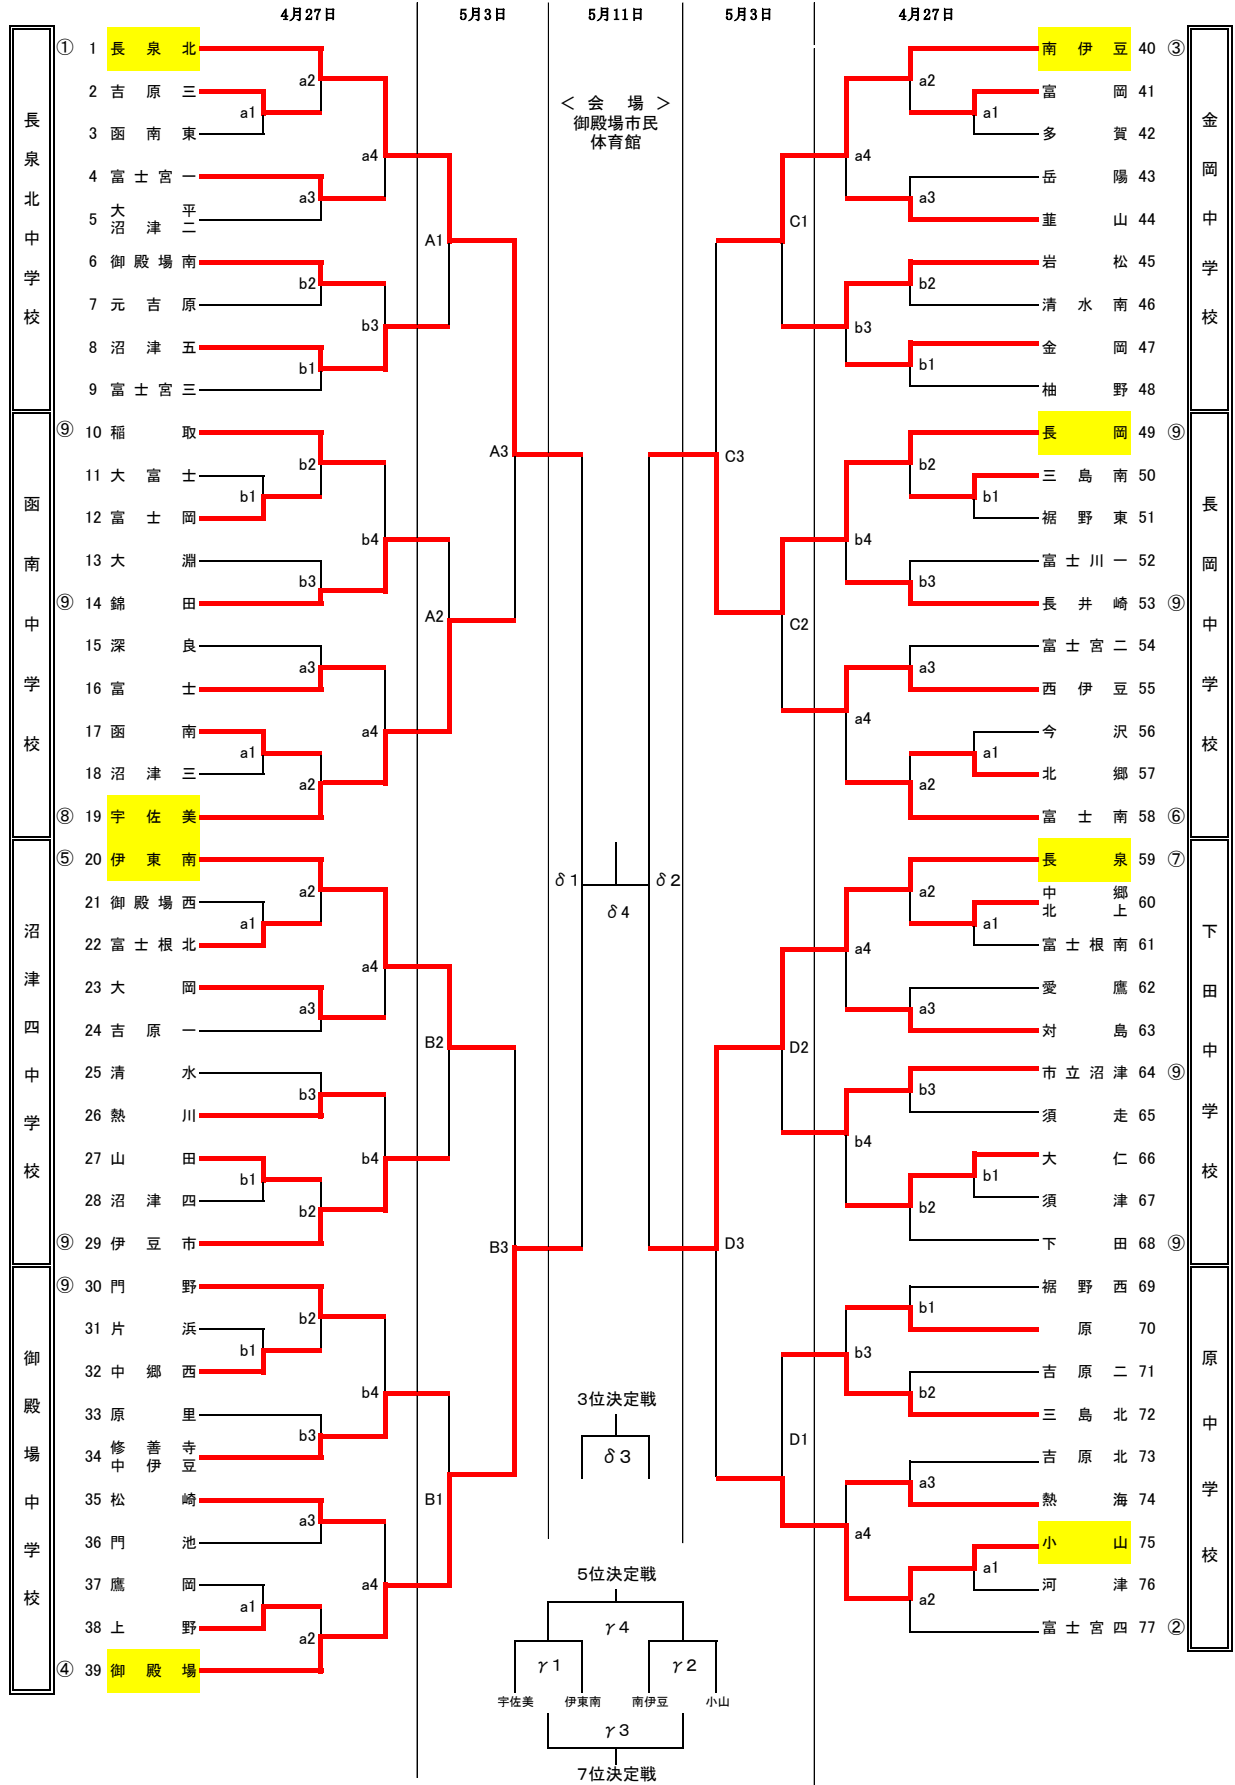 4月27日 5月3日 5月11日 5月3日 4月27日
＜ 会 場 ＞
御殿場市民
体育館
長泉北中学校
① 1 長泉北
2 吉原三
3 函南東
4 富士宮一
5 大平
沼津二
6 御殿場南
7 元吉原
8 沼津五
9 富士宮三
a2
a1
a4
a3
A1
b2
b3
b1
函南中学校
⑨ 10 稲取
11 大富士
12 富士岡
13 大淵
⑨ 14 錦田
15 深良
16 富士
17 函南
18 沼津三
⑧ 19 宇佐美
A3
b2
b1
b4
b3
A2
a3
a4
a1
a2
沼津四中学校
⑤ 20 伊東南
21 御殿場西
22 富士根北
23 大岡
24 吉原一
25 清水
26 熱川
27 山田
28 沼津四
⑨ 29 伊豆市
a2
a1
a4
a3
B2
b3
b4
b1
b2
B3
御殿場中学校
⑨ 30 門野
31 片浜
32 中郷西
33 原里
34 修善寺
中伊豆
35 松崎
36 門池
37 鷹岡
38 上野
④ 39 御殿場
b2
b1
b4
b3
B1
a3
a4
a1
a2
金岡中学校
南伊豆 40 ③
富岡 41
多賀 42
岳陽 43
韮山 44
岩松 45
清水南 46
金岡 47
柚野 48
a2
a1
a4
a3
C1
b2
b3
b1
長岡中学校
長岡 49 ⑨
三島南 50
裾野東 51
富士川一 52
長井崎 53 ⑨
富士宮二 54
西伊豆 55
今沢 56
北郷 57
富士南 58 ⑥
C3
b2
b1
b4
b3
C2
a3
a4
a1
a2
下田中学校
長泉 59 ⑦
中郷
北上 60
富士根南 61
愛鷹 62
対島 63
市立沼津 64 ⑨
須走 65
大仁 66
須津 67
下田 68 ⑨
a2
a1
a4
a3
D2
b3
b4
b1
b2
D3
原中学校
裾野西 69
原 70
吉原二 71
三島北 72
吉原北 73
熱海 74
小山 75
河津 76
富士宮四 77 ②
b1
b3
b2
D1
a3
a4
a1
a2
δ1 δ2
δ4
3位決定戦
δ3
5位決定戦
γ4
γ1 γ2
宇佐美 伊東南 南伊豆 小山
γ3
7位決定戦